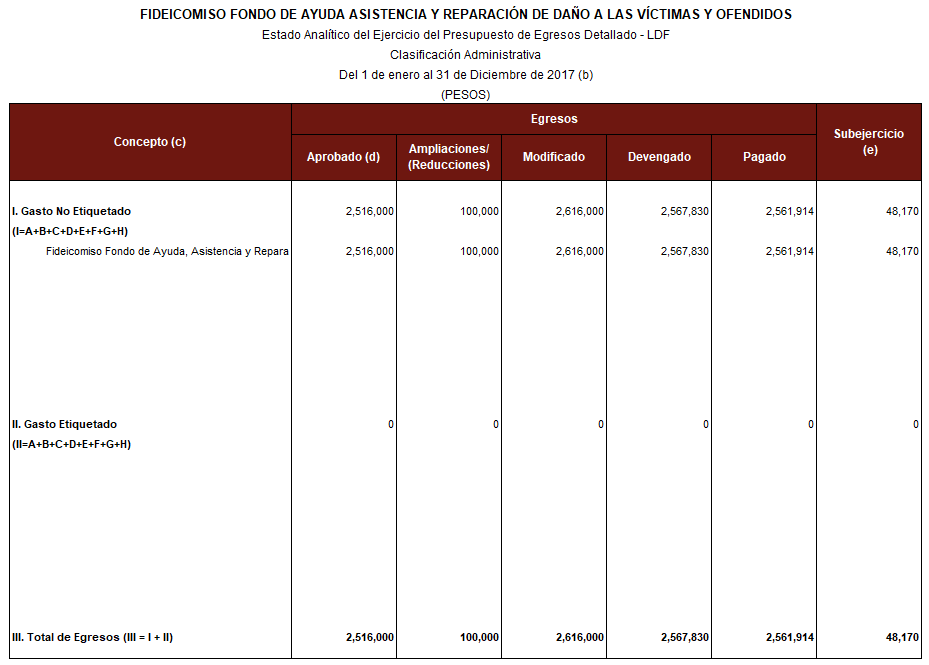 FIDEICOMISO FONDO DE AYUDA ASISTENCIA Y REPARACIÓN DE DAÑO A LAS VÍCTIMAS Y OFENDIDOS
Estado Analítico del Ejercicio del Presupuesto de Egresos Detallado - LDF
Clasificación Administrativa
Del 1 de enero al 31 de Diciembre de 2017 (b)
(PESOS)
Concepto (c) Egresos Subejercicio (e)
Aprobado (d) Ampliaciones/ (Reducciones) Modificado Devengado Pagado
I. Gasto No Etiquetado 2,516,000 100,000 2,616,000 2,567,830 2,561,914 48,170
(I=A+B+C+D+E+F+G+H)
Fideicomiso Fondo de Ayuda, Asistencia y Repara 2,516,000 100,000 2,616,000 2,567,830 2,561,914 48,170
II. Gasto Etiquetado 0 0 0 0 0 0
(II=A+B+C+D+E+F+G+H)
III. Total de Egresos (III = I + II) 2,516,000 100,000 2,616,000 2,567,830 2,561,914 48,170